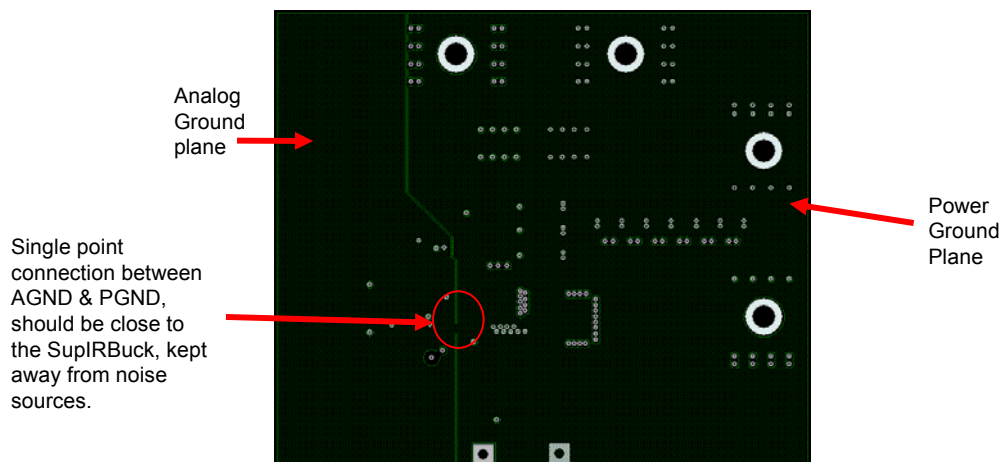 Analog
Ground
plane
Single point
connection between
AGND & PGND,
should be close to
the SupIRBuck, kept
away from noise
sources.
Power
Ground
Plane